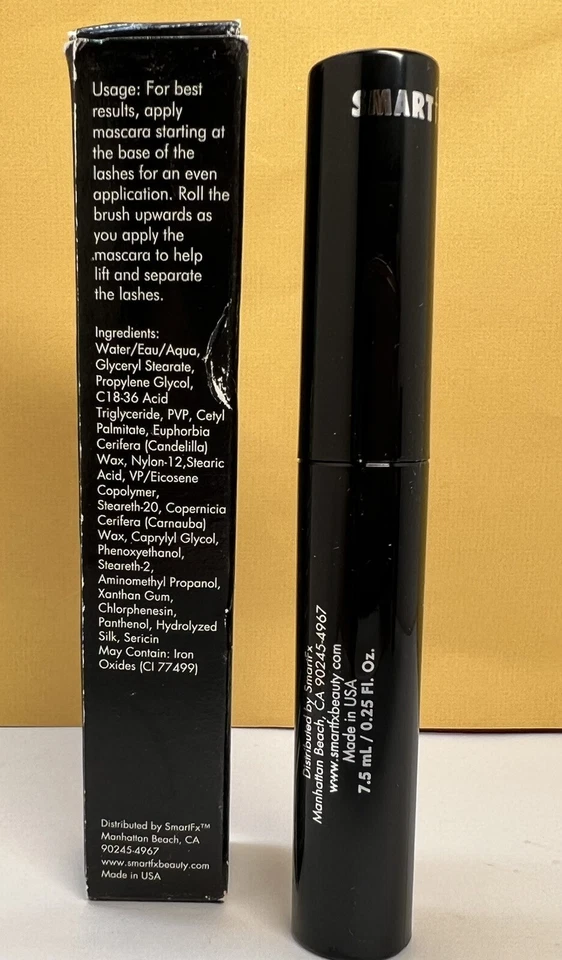 Usage: For best
results, apply
mascara starting at
the base of the
lashes for an even
application. Roll the
brush upwards as
you apply the
mascara to help
lift and separate
the lashes.
Ingredients:
Water/Eau/Aqua,
Glyceryl Stearate,
Propylene Glycol,
C18-36 Acid
Triglyceride, PVP, Cetyl
Palmitate, Euphorbia
Cerifera (Candelilla)
Wax, Nylon-12,Stearic
Acid, VP/Eicosene
Copolymer,
Steareth-20, Copernicia
Cerifera (Carnauba)
Wax, Caprylyl Glycol,
Phenoxyethanol,
Steareth-2,
Aminomethyl Propanol,
Xanthan Gum,
Chlorphenesin,
Panthenol, Hydrolyzed
Silk, Sericin
May Contain: Iron
Oxides (CI 77499)
Distributed by SmartFx™
Manhattan Beach, CA
90245-4967
www.smartfxbeauty.com
Made in USA
SMART
Distributed by SmartFx
Manhattan Beach, CA 90245-4967
www.smartfxbeauty.com
Made in USA
7.5 mL / 0.25 Fl. Oz.